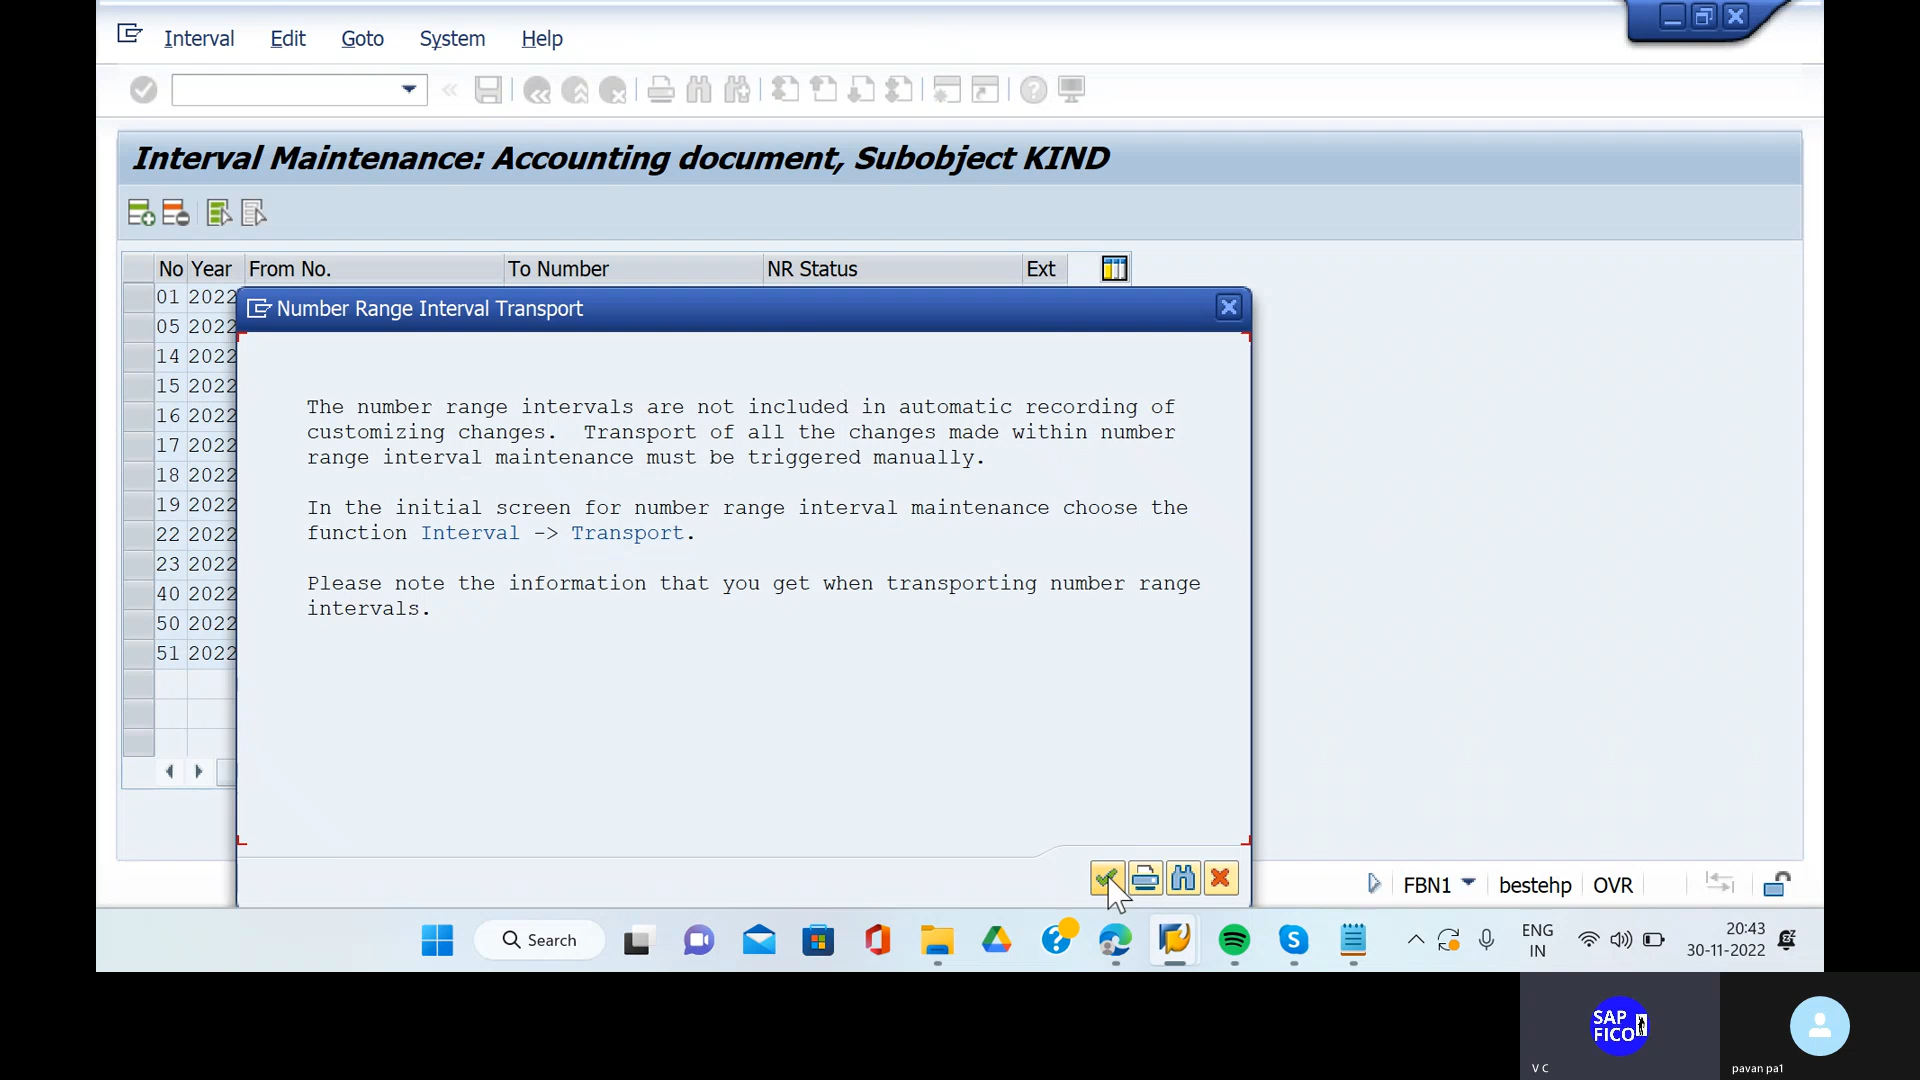 Interval Edit Goto System Help
Interval Maintenance: Accounting document, Subobject KIND
No Year From No. To Number NR Status Ext
01 2022
05 2022
14 2022
15 2022
16 2022
17 2022
18 2022
19 2022
22 2022
23 2022
40 2022
50 2022
51 2022
Number Range Interval Transport
The number range intervals are not included in automatic recording of
customizing changes. Transport of all the changes made within number
range interval maintenance must be triggered manually.
In the initial screen for number range interval maintenance choose the
function Interval -> Transport.
Please note the information that you get when transporting number range
intervals.
FBN1 bestehp OVR
Search
ENG
IN
20:43
30-11-2022
SAP
FICO
V C
pavan pa1